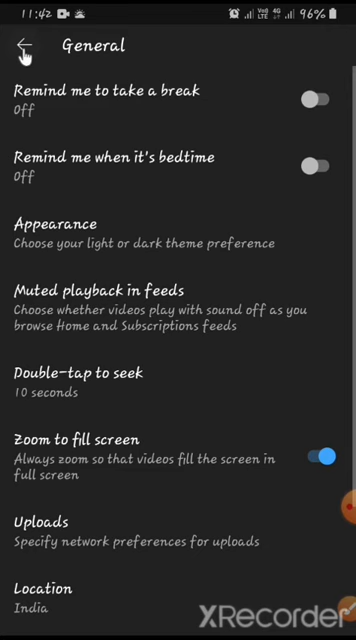 11:42
Vo)
LTE
4G
96%
General
Remind me to take a break
Off
Remind me when it's bedtime
Off
Appearance
Choose your light or dark theme preference
Muted playback in feeds
Choose whether videos play with sound off as you
browse Home and Subscriptions feeds
Double-tap to seek
10 seconds
Zoom to fill screen
Always zoom so that videos fill the screen in
full screen
Uploads
Specify network preferences for uploads
Location
India
XRecorder